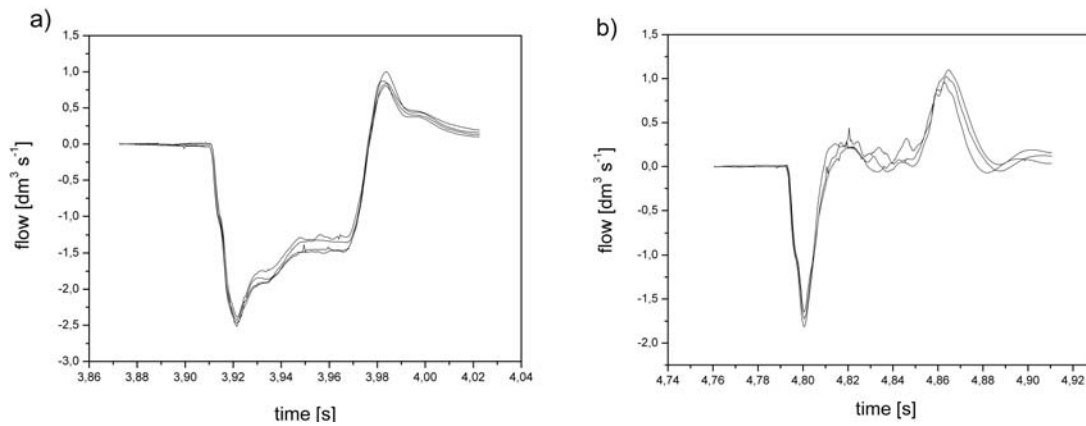 a)
1,5
1,0
0,5
0,0
-0,5
-1,0
-1,5
-2,0
-2,5
-3,0
flow [dm³ s⁻¹]
3,86 3,88 3,90 3,92 3,94 3,96 3,98 4,00 4,02 4,04
time [s]
b)
1,5
1,0
0,5
0,0
-0,5
-1,0
-1,5
-2,0
flow [dm³ s⁻¹]
4,74 4,76 4,78 4,80 4,82 4,84 4,86 4,88 4,90 4,92
time [s]